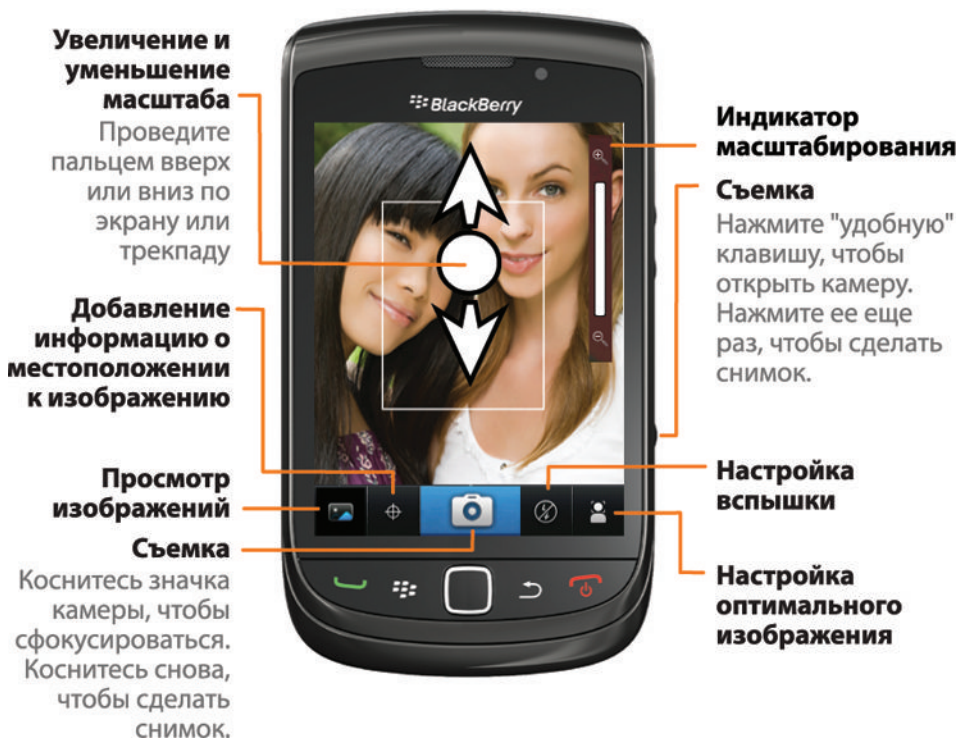 Увеличение и
уменьшение
масштаба
Проведите
пальцем вверх
или вниз по
экрану или
трекпаду
Добавление
информацию о
местоположении
к изображению
Просмотр
изображений
Съемка
Коснитесь значка
камеры, чтобы
сфокусироваться.
Коснитесь снова,
чтобы сделать
снимок.
BlackBerry
Индикатор
масштабирования
Съемка
Нажмите "удобную"
клавишу, чтобы
открыть камеру.
Нажмите ее еще
раз, чтобы сделать
снимок.
Настройка
вспышки
Настройка
оптимального
изображения